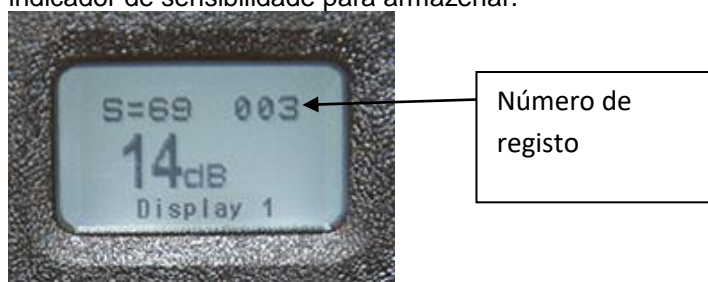 indicador de sensibilidade para armazenar.
S=69 003
14dB
Display 1
Número de
registo